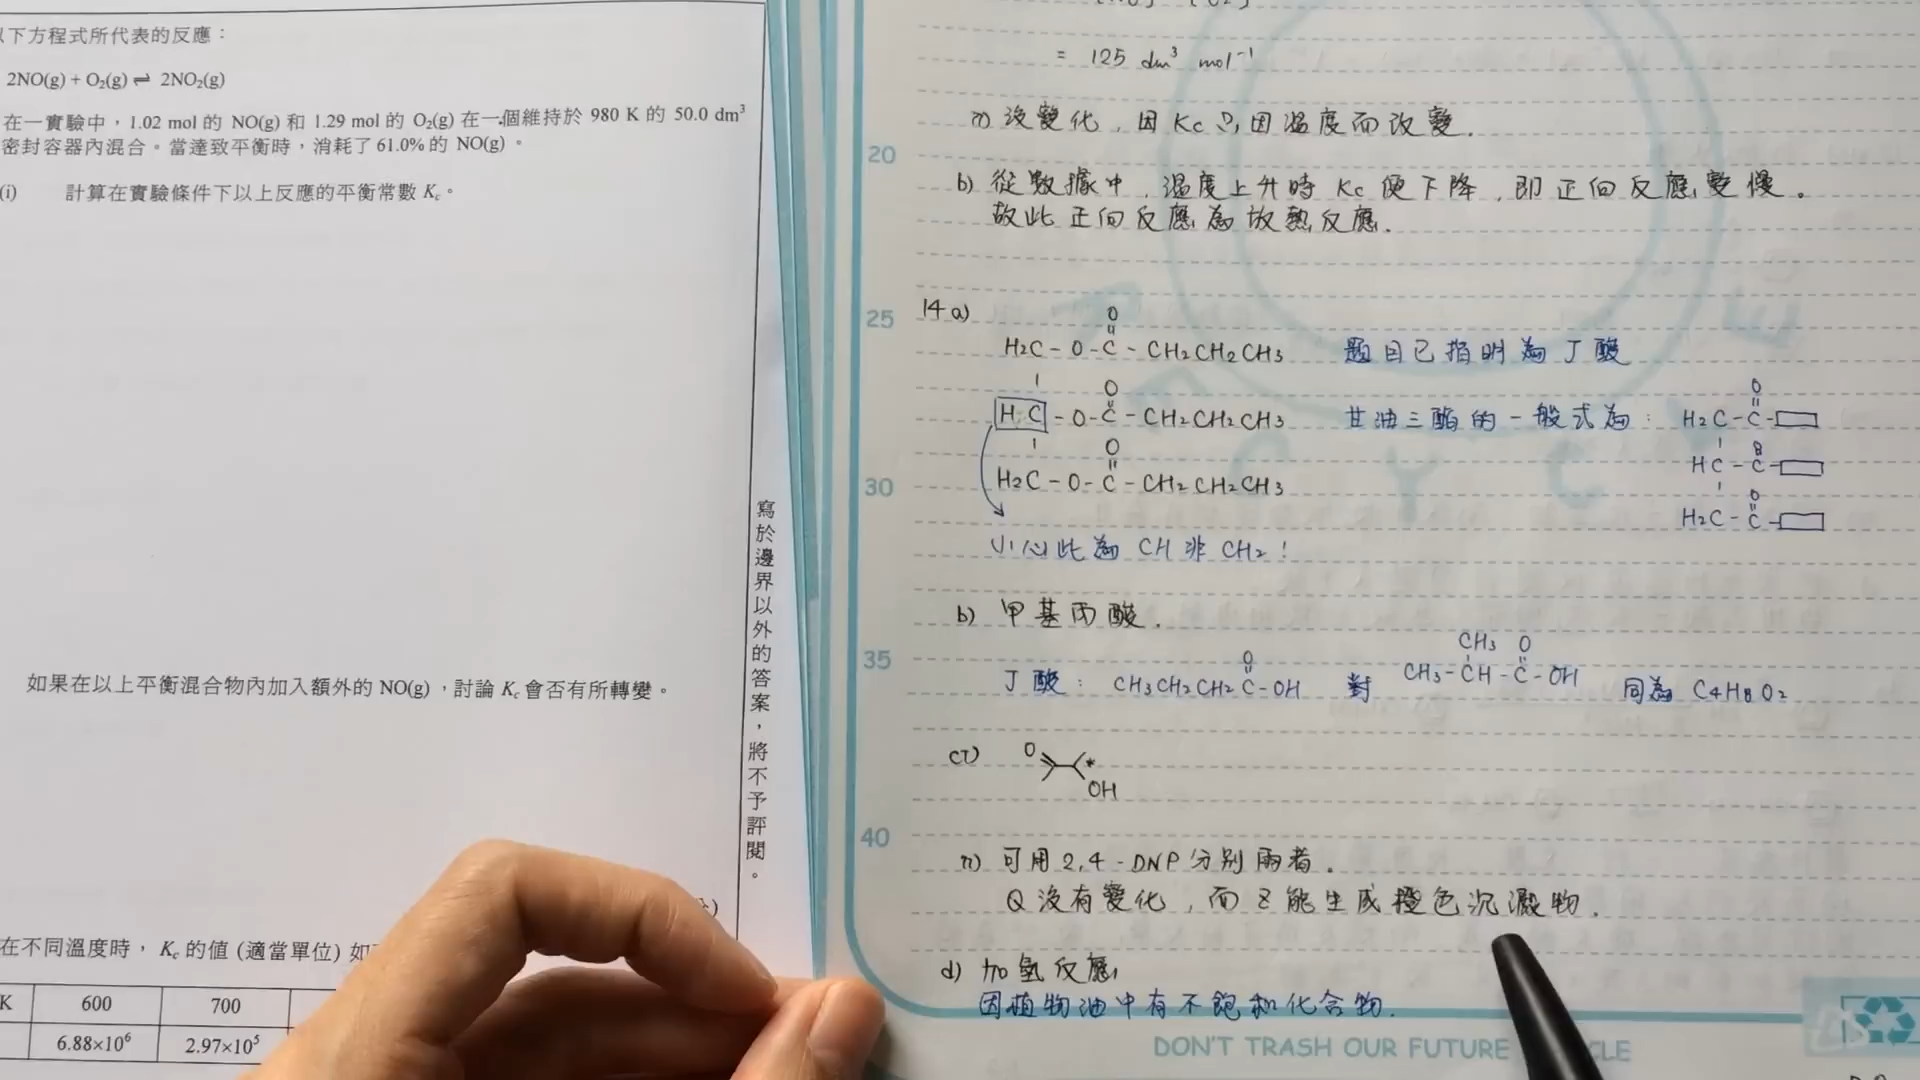 以下方程式所代表的反應：
2NO(g) + O₂(g) ⇌ 2NO₂(g)
在一實驗中，1.02 mol 的 NO(g) 和 1.29 mol 的 O₂(g) 在一個維持於 980 K 的 50.0 dm³
密封容器內混合。當達致平衡時，消耗了 61.0% 的 NO(g)。
(i) 計算在實驗條件下以上反應的平衡常數 Kc。
如果在以上平衡混合物內加入額外的 NO(g)，討論 Kc 會否有所轉變。
在不同溫度時，Kc 的值 (適當單位) 如
K 600 700
6.88×10⁶ 2.97×10⁵
寫於邊界以外的答案，將不予評閱。
= 125 dm³ mol⁻¹
ii) 沒變化，因 Kc 只因溫度而改變.
20
b) 從數據中，溫度上升時 Kc 便下降，即正向反應變慢。
故此正向反應為放熱反應.
25
14 a)
O
H₂C - O - C - CH₂CH₂CH₃ 題目已指明為丁酸
O
HC - O - C - CH₂CH₂CH₃ 甘油三酯的一般式為：
O
H₂C - O - C - CH₂CH₂CH₃
30
O
H₂C - C -
O
HC - C -
O
H₂C - C -
小心此為 CH 非 CH₂！
b) 甲基丙酸.
35
CH₃ O
丁酸： CH₃CH₂CH₂C - OH 對 CH₃ - CH - C - OH 同為 C₄H₈O₂
O
ci) O * OH
40
ii) 可用 2,4 - DNP 分別兩者.
Q 沒有變化，而 Z 能生成橙色沉澱物.
d) 加氫反應
因植物油中有不飽和化合物.
DON'T TRASH OUR FUTURE CLE